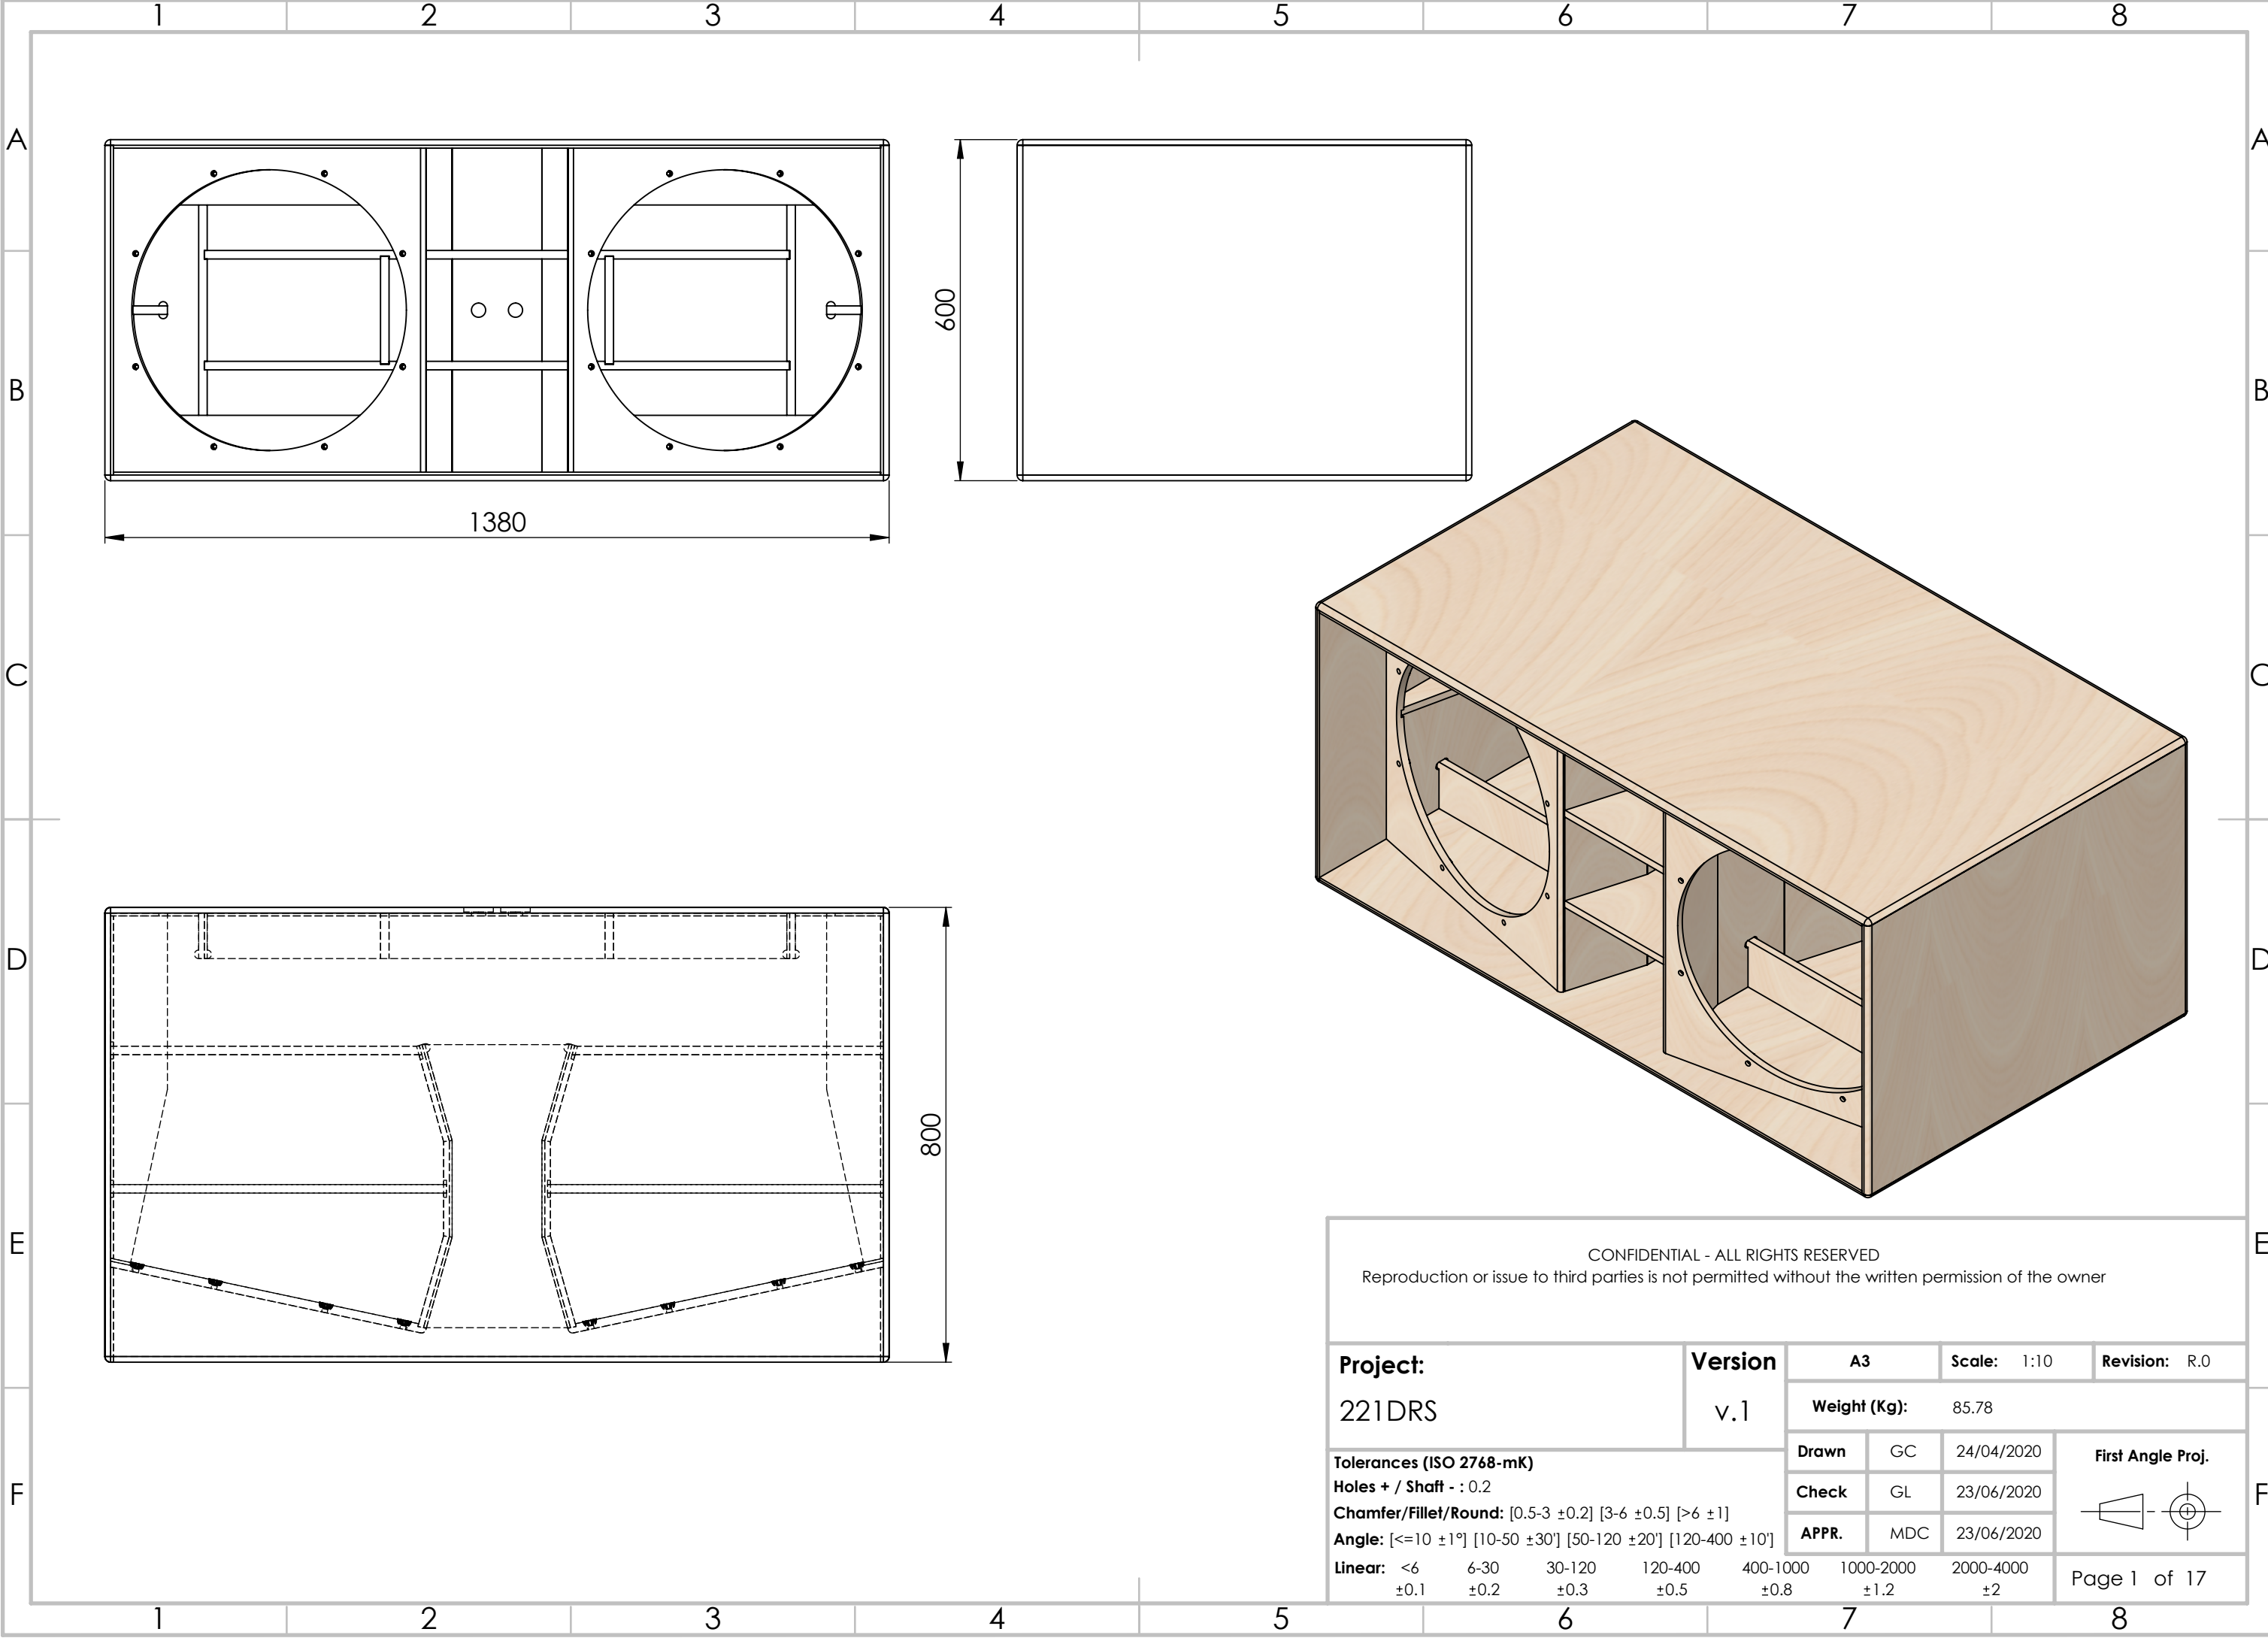 1 2 3 4 5 6 7 8
A A
B B
C C
D D
E E
F F
1380
600
800
CONFIDENTIAL - ALL RIGHTS RESERVED
Reproduction or issue to third parties is not permitted without the written permission of the owner
Project:
221DRS
Version
v.1
A3 Scale: 1:10 Revision: R.0
Weight (Kg): 85.78
Drawn GC 24/04/2020
Check GL 23/06/2020
APPR. MDC 23/06/2020
First Angle Proj.
Tolerances (ISO 2768-mK)
Holes + / Shaft - : 0.2
Chamfer/Fillet/Round: [0.5-3 ±0.2] [3-6 ±0.5] [>6 ±1]
Angle: [<=10 ±1°] [10-50 ±30'] [50-120 ±20'] [120-400 ±10']
Linear: <6 6-30 30-120 120-400 400-1000 1000-2000 2000-4000
±0.1 ±0.2 ±0.3 ±0.5 ±0.8 ±1.2 ±2
Page 1 of 17
1 2 3 4 5 6 7 8